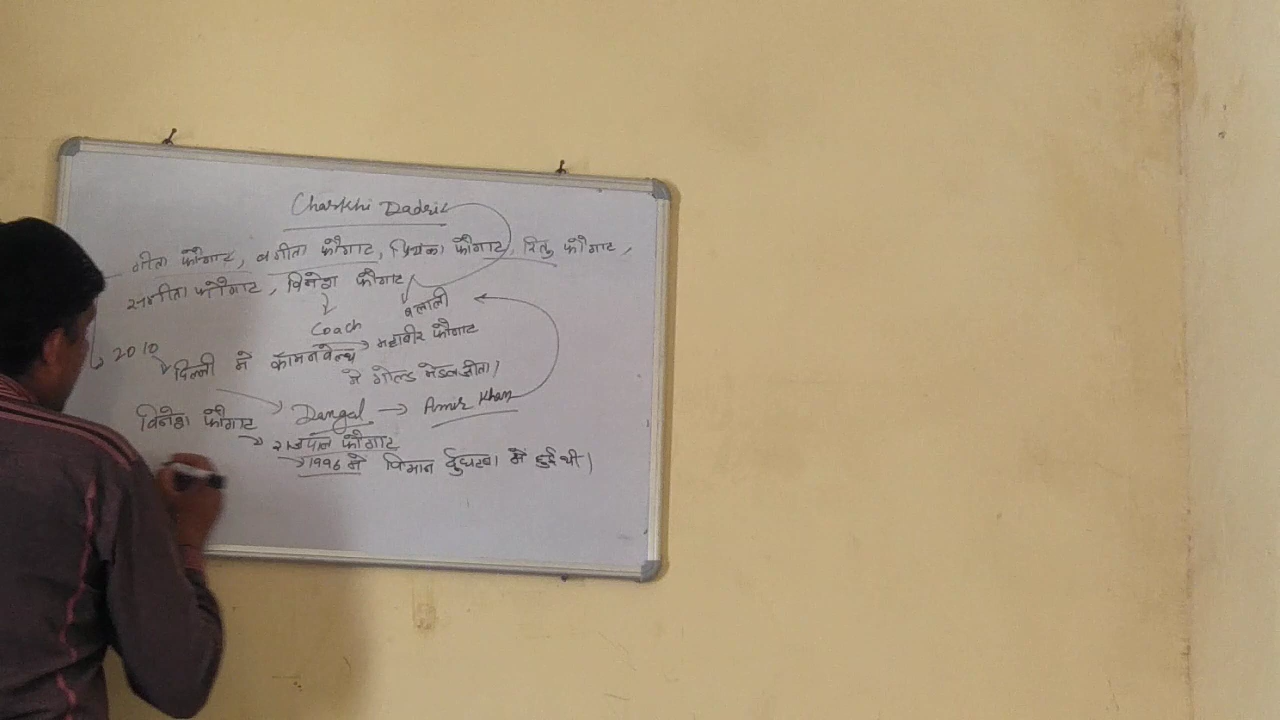 Charkhi Dadri
गीता फौगाट, बबीता फौगाट, प्रियंका फौगाट, रितु फौगाट,
संगीता फौगाट, विनेश फौगाट
बलाली
Coach → महावीर फौगाट
2010
दिल्ली मे कॉमनवेल्थ
मे गोल्ड मेडल जीता।
Dangal → Amir Khan
विनेश फौगाट
राजपाल फौगाट
1996 मे विमान दुर्घटना मे हुई थी।